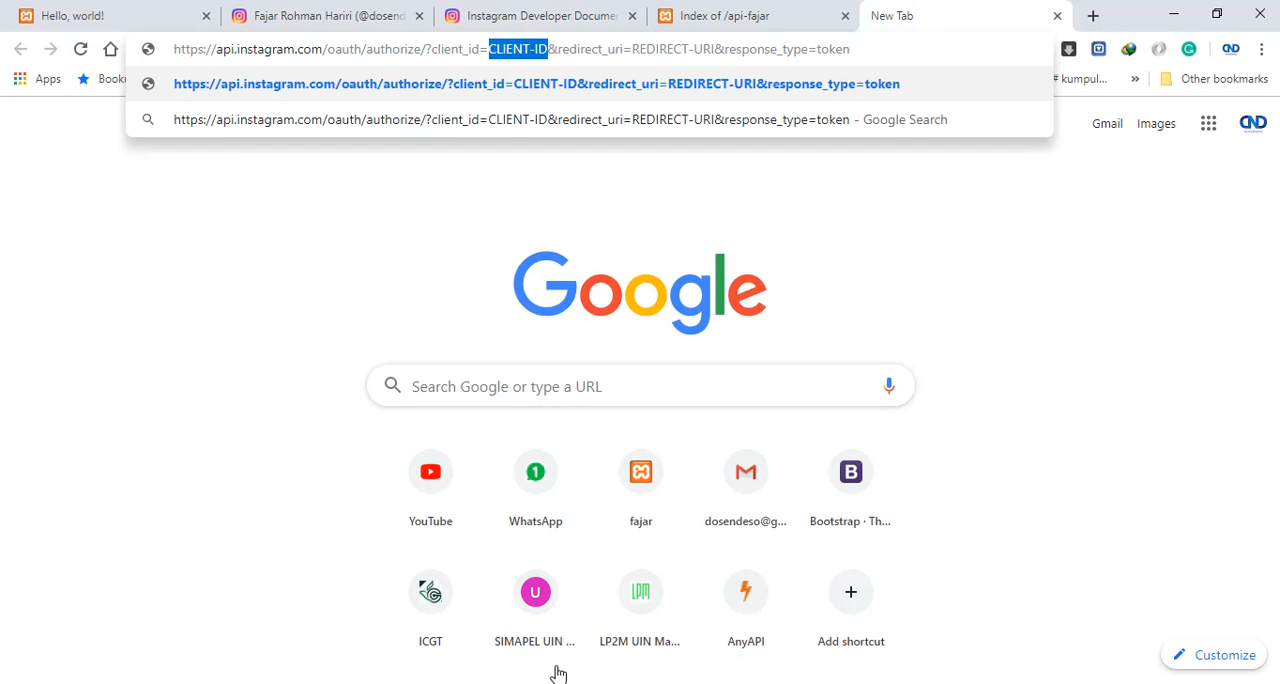 Hello, world!
Fajar Rohman Hariri (@dosend
Instagram Developer Documer
Index of /api-fajar
New Tab
https://api.instagram.com/oauth/authorize/?client_id=CLIENT-ID&redirect_uri=REDIRECT-URI&response_type=token
Apps
Bookr
https://api.instagram.com/oauth/authorize/?client_id=CLIENT-ID&redirect_uri=REDIRECT-URI&response_type=token
# kumpul...
»
Other bookmarks
https://api.instagram.com/oauth/authorize/?client_id=CLIENT-ID&redirect_uri=REDIRECT-URI&response_type=token - Google Search
Gmail
Images
Google
Search Google or type a URL
YouTube
WhatsApp
fajar
dosendeso@g...
Bootstrap · Th...
ICGT
SIMAPEL UIN ...
LP2M UIN Ma...
AnyAPI
Add shortcut
Customize